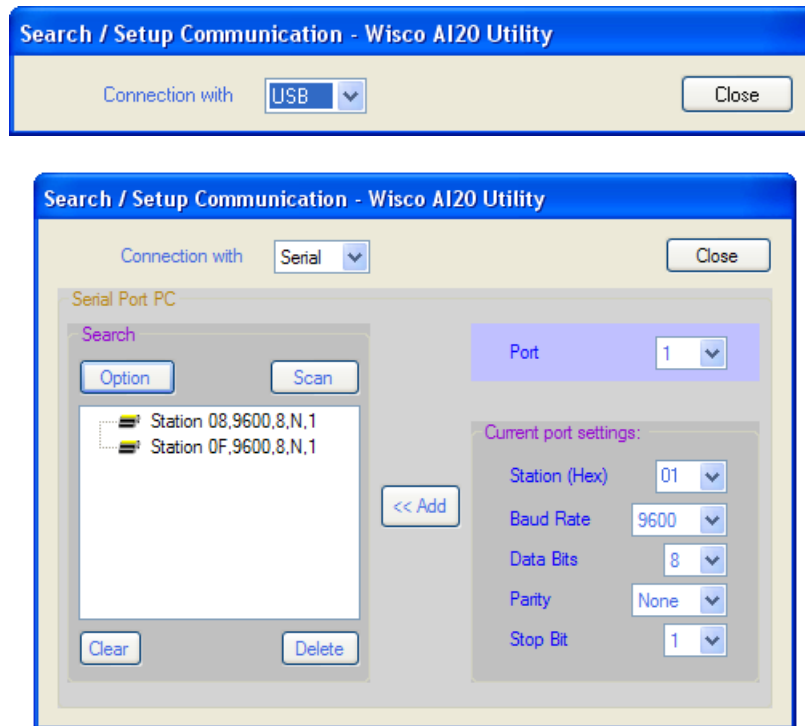 Search / Setup Communication - Wisco AI20 Utility
Connection with USB Close
Search / Setup Communication - Wisco AI20 Utility
Connection with Serial Close
Serial Port PC
Search
Option Scan
Station 08,9600,8,N,1
Station 0F,9600,8,N,1
Clear Delete
<< Add
Port 1
Current port settings:
Station (Hex) 01
Baud Rate 9600
Data Bits 8
Parity None
Stop Bit 1